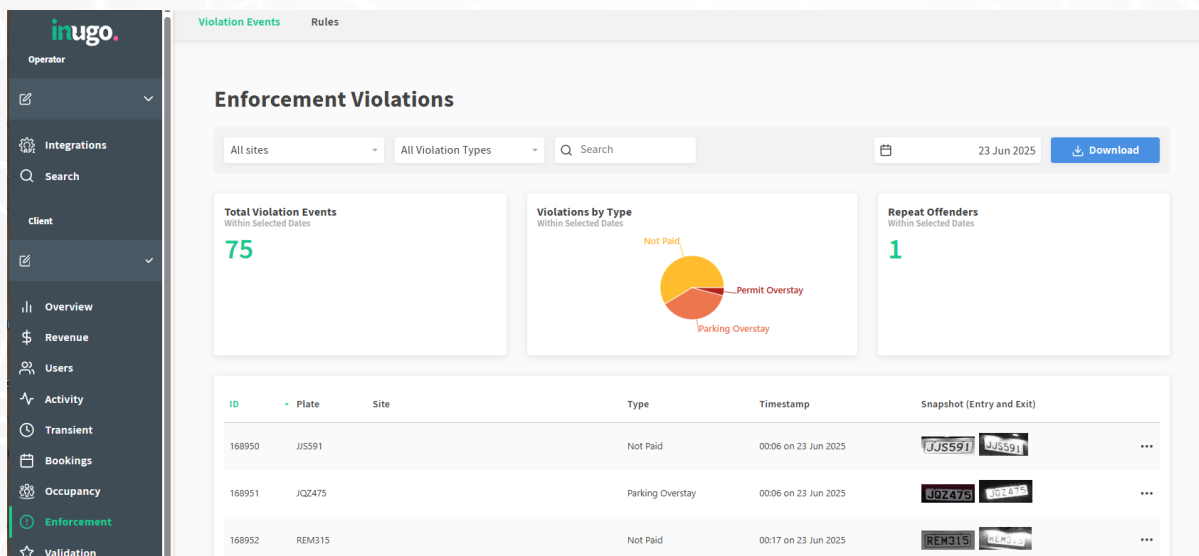 inugo.
Operator
Integrations
Search
Client
Overview
Revenue
Users
Activity
Transient
Bookings
Occupancy
Enforcement
Validation
Violation Events Rules
Enforcement Violations
All sites All Violation Types Search 23 Jun 2025 Download
Total Violation Events
Within Selected Dates
75
Violations by Type
Within Selected Dates
Not Paid
Permit Overstay
Parking Overstay
Repeat Offenders
Within Selected Dates
1
ID Plate Site Type Timestamp Snapshot (Entry and Exit)
168950 JJS591 Not Paid 00:06 on 23 Jun 2025 JJS591 JJS591
168951 JQZ475 Parking Overstay 00:06 on 23 Jun 2025 JQZ475 JQZ475
168952 REM315 Not Paid 00:17 on 23 Jun 2025 REM315 REM315